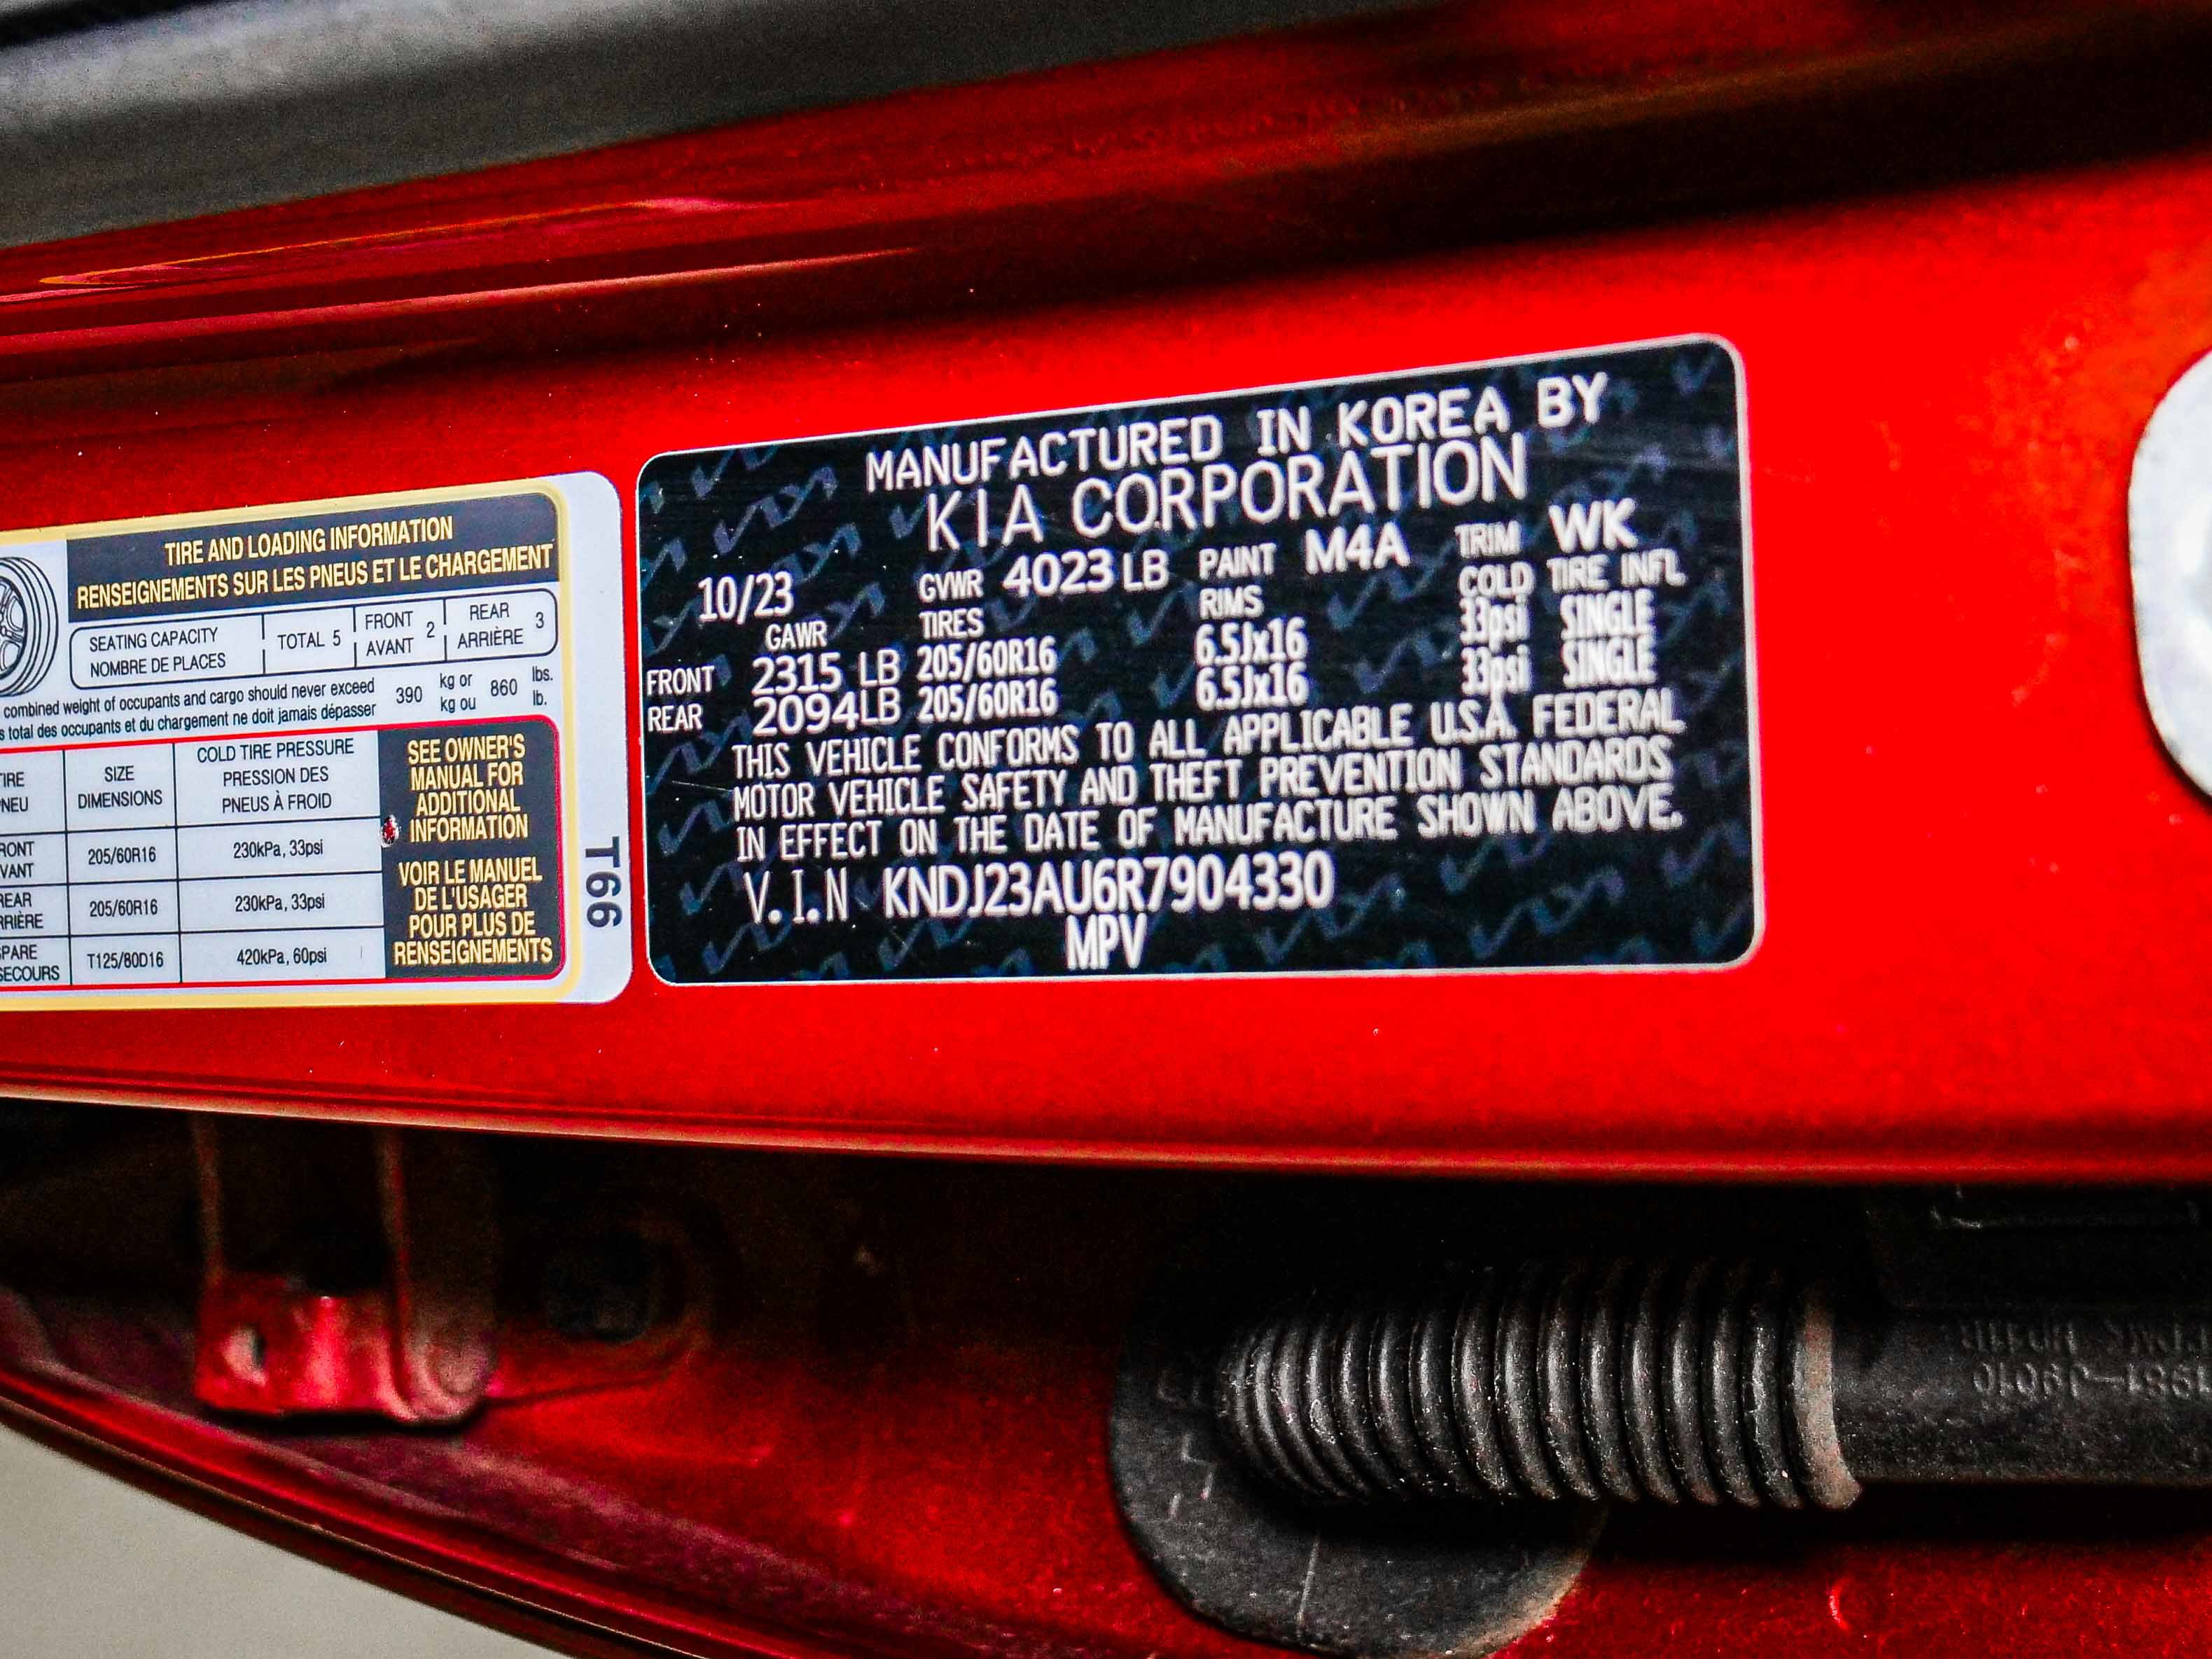 TIRE AND LOADING INFORMATION
RENSEIGNEMENTS SUR LES PNEUS ET LE CHARGEMENT
SEATING CAPACITY
NOMBRE DE PLACES
TOTAL 5
FRONT
AVANT
2
REAR
ARRIÈRE
3
combined weight of occupants and cargo should never exceed
total des occupants et du chargement ne doit jamais dépasser
390
kg or
kg ou
860
lbs.
lb.
SIZE
DIMENSIONS
COLD TIRE PRESSURE
PRESSION DES
PNEUS À FROID
205/60R16
230kPa, 33psi
205/60R16
230kPa, 33psi
T125/80D16
420kPa, 60psi
SEE OWNER'S
MANUAL FOR
ADDITIONAL
INFORMATION
VOIR LE MANUEL
DE L'USAGER
POUR PLUS DE
RENSEIGNEMENTS
T66
MANUFACTURED IN KOREA BY
KIA CORPORATION
10/23 GVWR 4023 LB PAINT M4A TRIM WK
GAWR TIRES RIMS COLD TIRE INFL
FRONT 2315 LB 205/60R16 6.5Jx16 33psi SINGLE
REAR 2094LB 205/60R16 6.5Jx16 33psi SINGLE
THIS VEHICLE CONFORMS TO ALL APPLICABLE U.S.A. FEDERAL
MOTOR VEHICLE SAFETY AND THEFT PREVENTION STANDARDS
IN EFFECT ON THE DATE OF MANUFACTURE SHOWN ABOVE.
V.I.N KNDJ23AU6R7904330
MPV